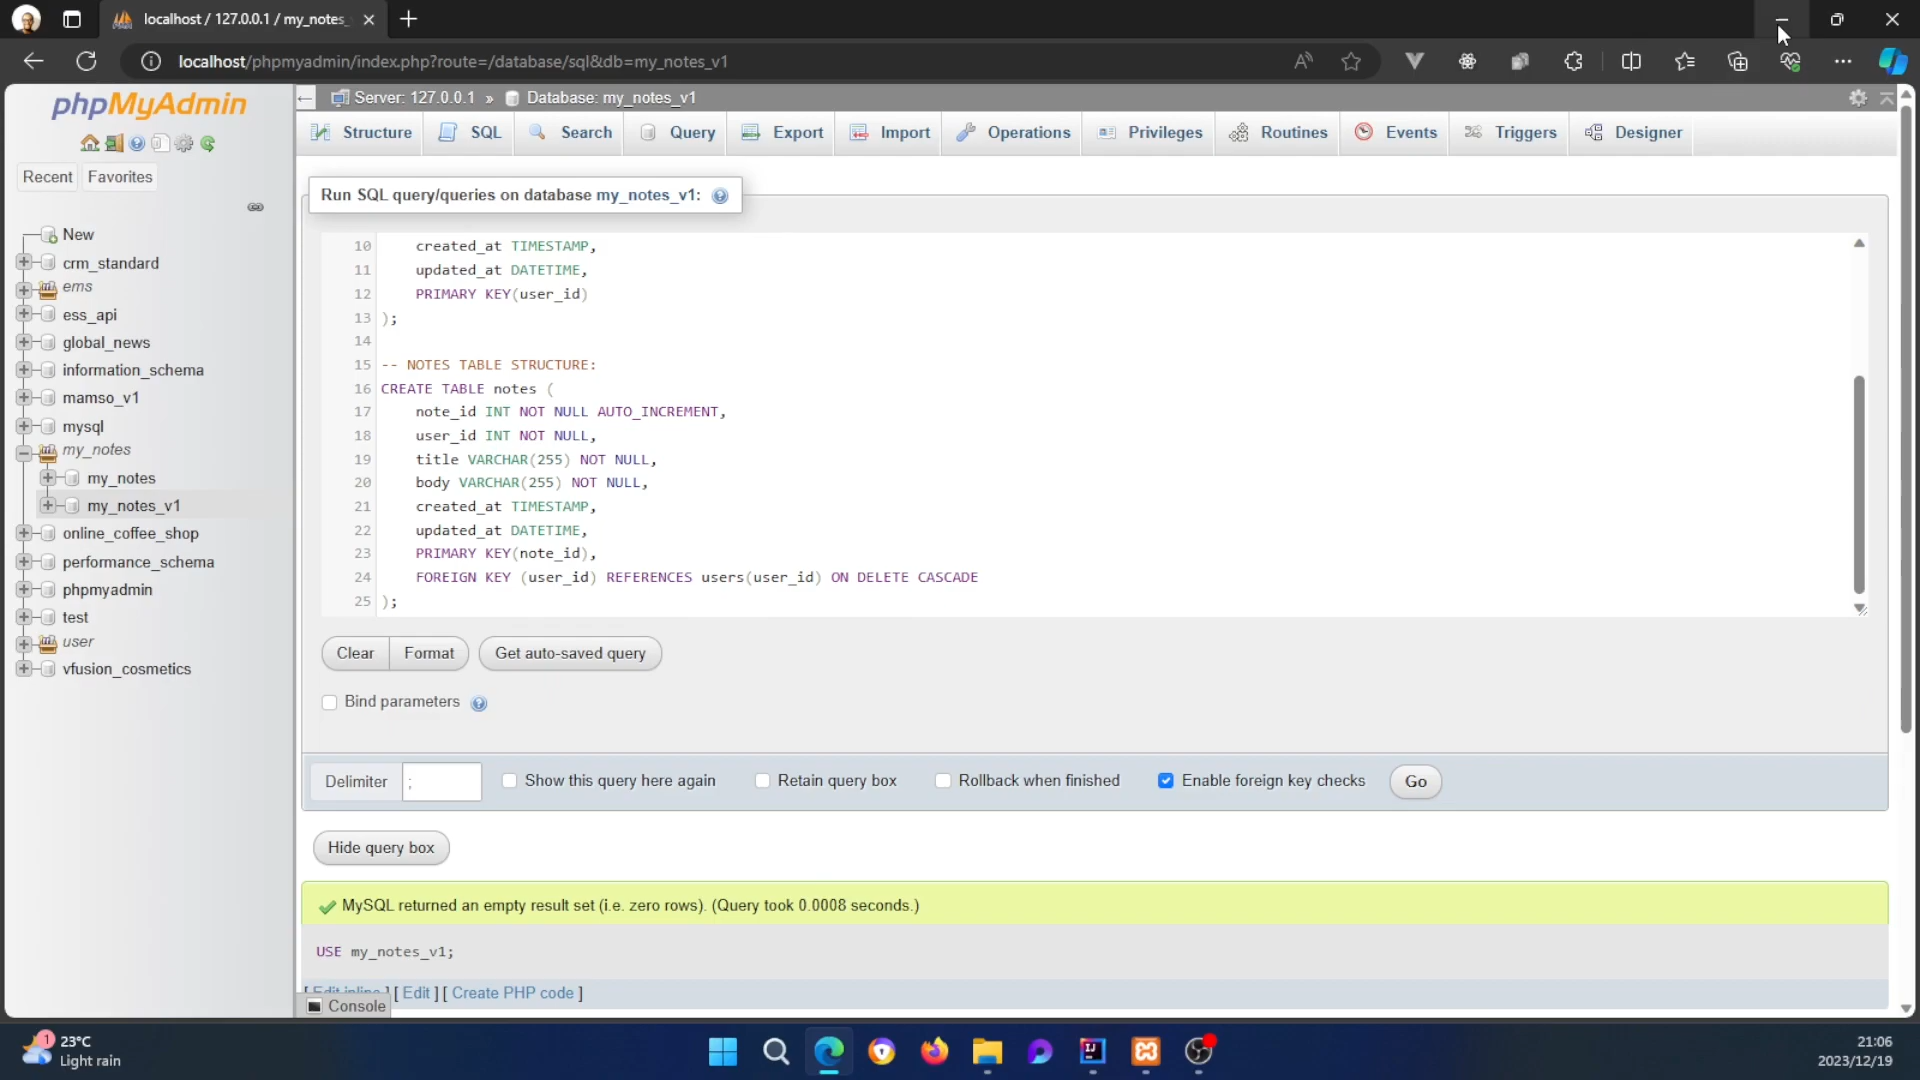 localhost / 127.0.0.1 / my_notes_
localhost/phpmyadmin/index.php?route=/database/sql&db=my_notes_v1
phpMyAdmin
Recent
Favorites
New
crm_standard
ems
ess_api
global_news
information_schema
mamso_v1
mysql
my_notes
my_notes
my_notes_v1
online_coffee_shop
performance_schema
phpmyadmin
test
user
vfusion_cosmetics
Server: 127.0.0.1 » Database: my_notes_v1
Structure SQL Search Query Export Import Operations Privileges Routines Events Triggers Designer
Run SQL query/queries on database my_notes_v1:
10 created_at TIMESTAMP,
11 updated_at DATETIME,
12 PRIMARY KEY(user_id)
13 );
14
15 -- NOTES TABLE STRUCTURE:
16 CREATE TABLE notes (
17 note_id INT NOT NULL AUTO_INCREMENT,
18 user_id INT NOT NULL,
19 title VARCHAR(255) NOT NULL,
20 body VARCHAR(255) NOT NULL,
21 created_at TIMESTAMP,
22 updated_at DATETIME,
23 PRIMARY KEY(note_id),
24 FOREIGN KEY (user_id) REFERENCES users(user_id) ON DELETE CASCADE
25 );
Clear Format Get auto-saved query
Bind parameters
Delimiter ; Show this query here again Retain query box Rollback when finished Enable foreign key checks Go
Hide query box
MySQL returned an empty result set (i.e. zero rows). (Query took 0.0008 seconds.)
USE my_notes_v1;
[ Edit inline ] [ Edit ] [ Create PHP code ]
Console
1
23°C
Light rain
21:06
2023/12/19